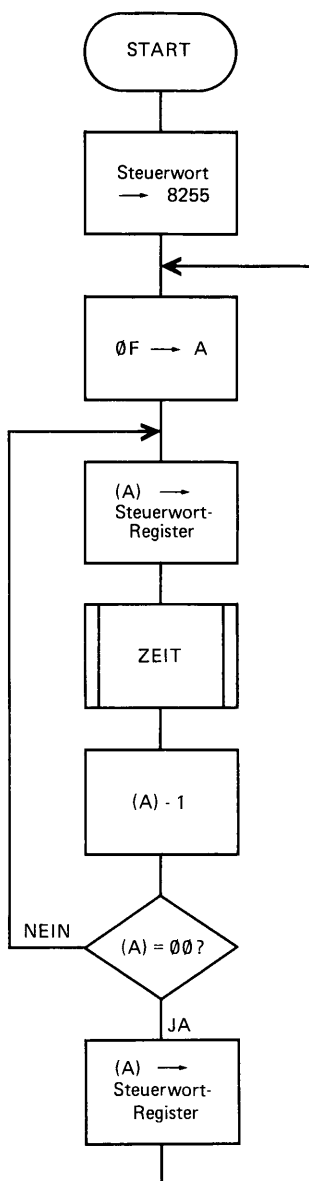 START
Steuerwort
→ 8255
ØF → A
(A) →
Steuerwort-
Register
ZEIT
(A) - 1
NEIN
(A) = ØØ?
JA
(A) →
Steuerwort-
Register